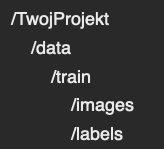 /TwojProjekt
/data
/train
/images
/labels